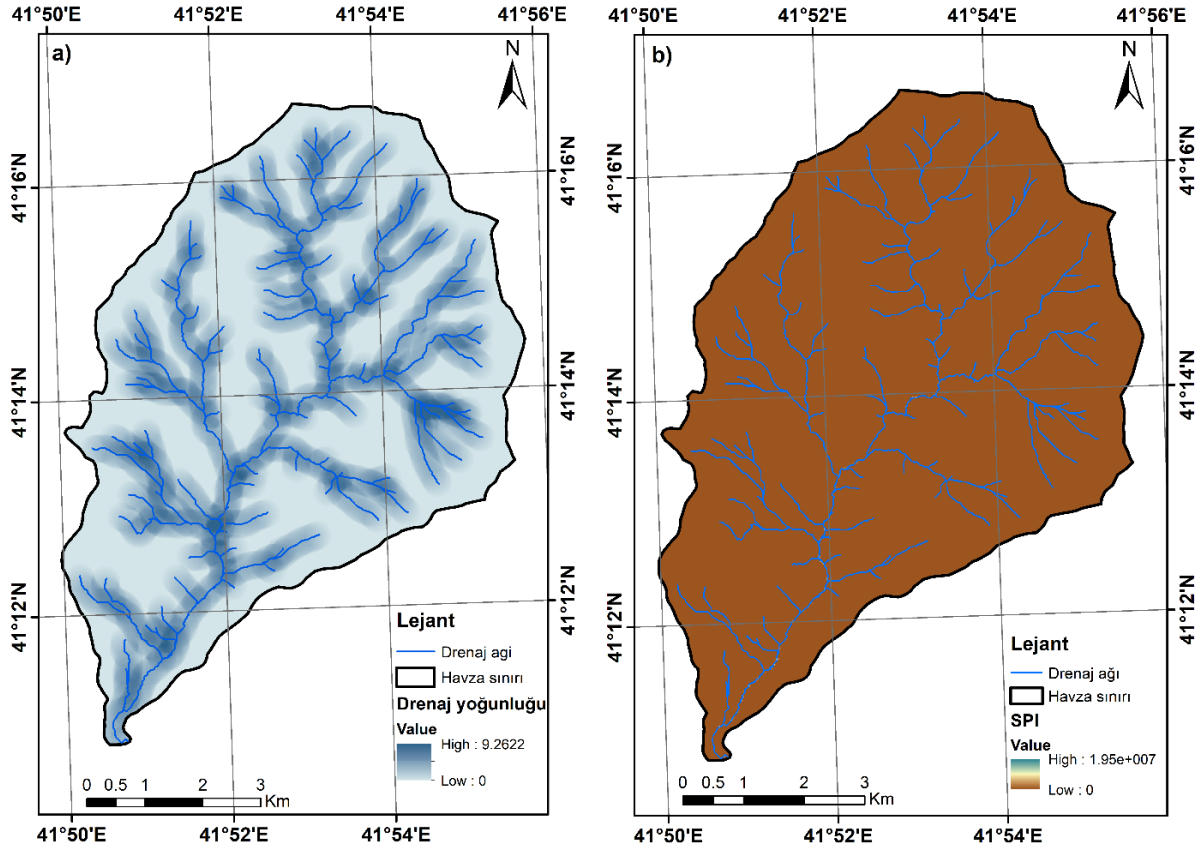 41°50'E 41°52'E 41°54'E
a)
N
41°16'N 41°16'N
41°14'N 41°14'N
41°12'N 41°12'N
Lejant
Drenaj agi
Havza sınırı
Drenaj yoğunluğu
Value
High : 9.2622
Low : 0
0 0.5 1 2 3
Km
41°50'E 41°52'E 41°54'E
41°50'E 41°52'E 41°54'E 41°56'E
b)
N
41°16'N 41°16'N
41°14'N 41°14'N
41°12'N 41°12'N
Lejant
Drenaj ağı
Havza sınırı
SPI
Value
High : 1.95e+007
Low : 0
0 0.5 1 2 3
Km
41°50'E 41°52'E 41°54'E